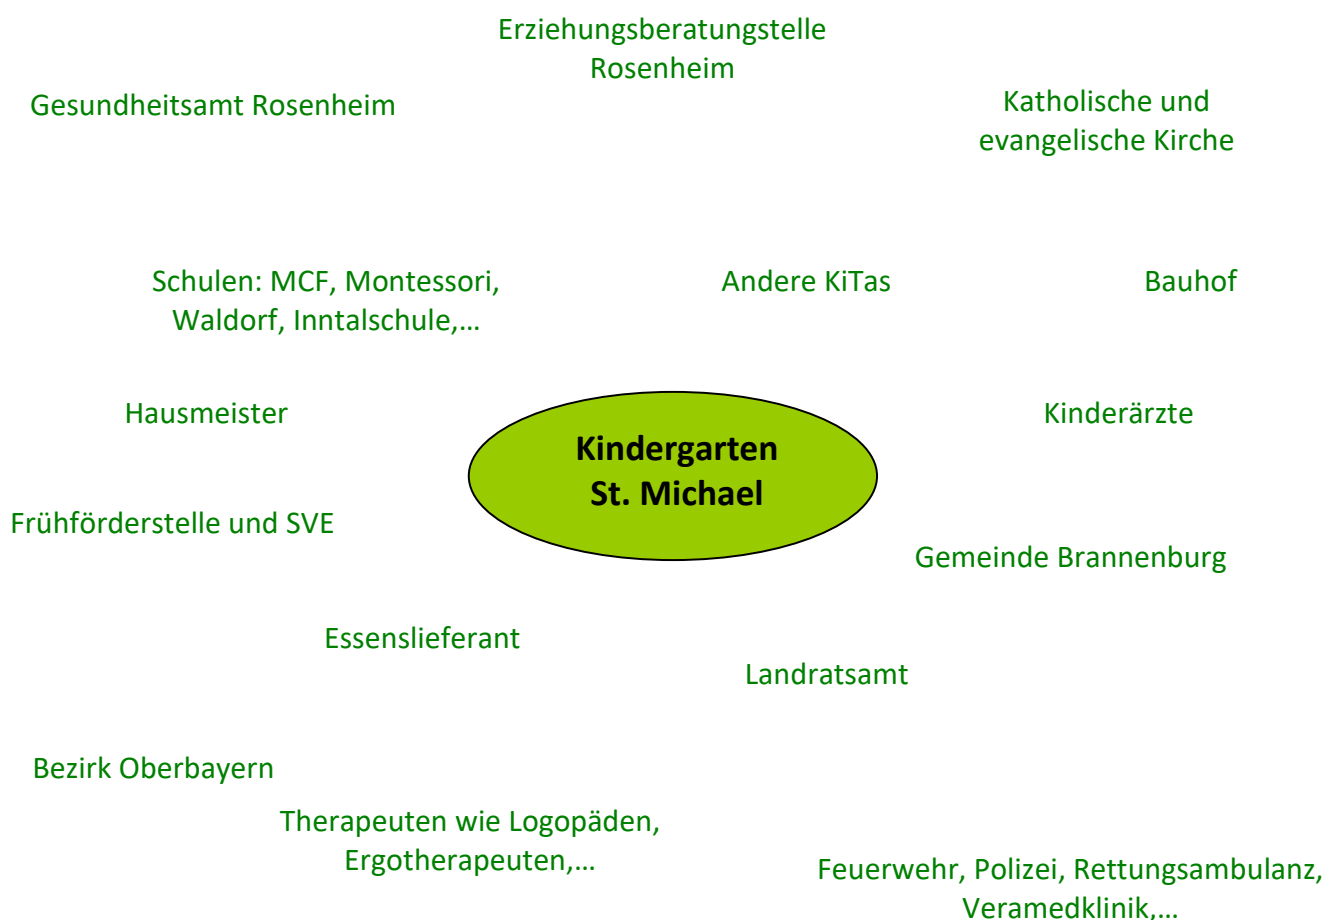 Erziehungsberatungstelle
Rosenheim
Gesundheitsamt Rosenheim
Katholische und
evangelische Kirche
Schulen: MCF, Montessori,
Waldorf, Inntalschule,…
Andere KiTas
Bauhof
Hausmeister
Kindergarten
St. Michael
Kinderärzte
Frühförderstelle und SVE
Gemeinde Brannenburg
Essenslieferant
Landratsamt
Bezirk Oberbayern
Therapeuten wie Logopäden,
Ergotherapeuten,…
Feuerwehr, Polizei, Rettungsambulanz,
Veramedklinik,…